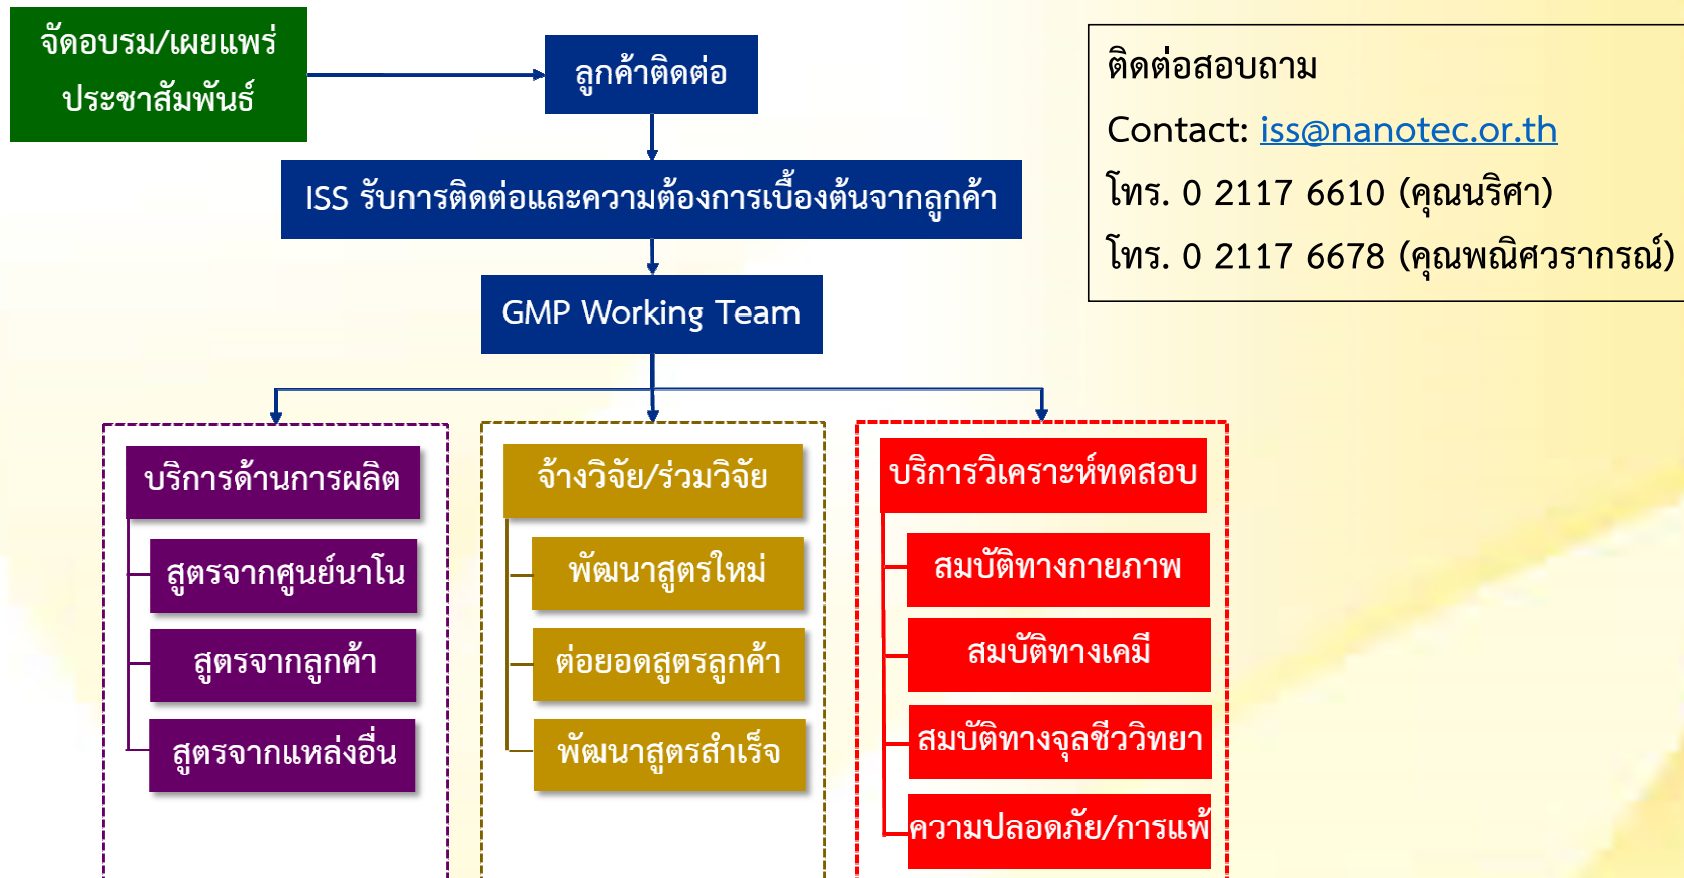 จัดอบรม/เผยแพร่
ประชาสัมพันธ์
ลูกค้าติดต่อ
ISS รับการติดต่อและความต้องการเบื้องต้นจากลูกค้า
GMP Working Team
ติดต่อสอบถาม
Contact: iss@nanotec.or.th
โทร. 0 2117 6610 (คุณนริศา)
โทร. 0 2117 6678 (คุณพณิศวรากรณ์)
บริการด้านการผลิต
สูตรจากศูนย์นาโน
สูตรจากลูกค้า
สูตรจากแหล่งอื่น
จ้างวิจัย/ร่วมวิจัย
พัฒนาสูตรใหม่
ต่อยอดสูตรลูกค้า
พัฒนาสูตรสำเร็จ
บริการวิเคราะห์ทดสอบ
สมบัติทางกายภาพ
สมบัติทางเคมี
สมบัติทางจุลชีววิทยา
ความปลอดภัย/การแพ้